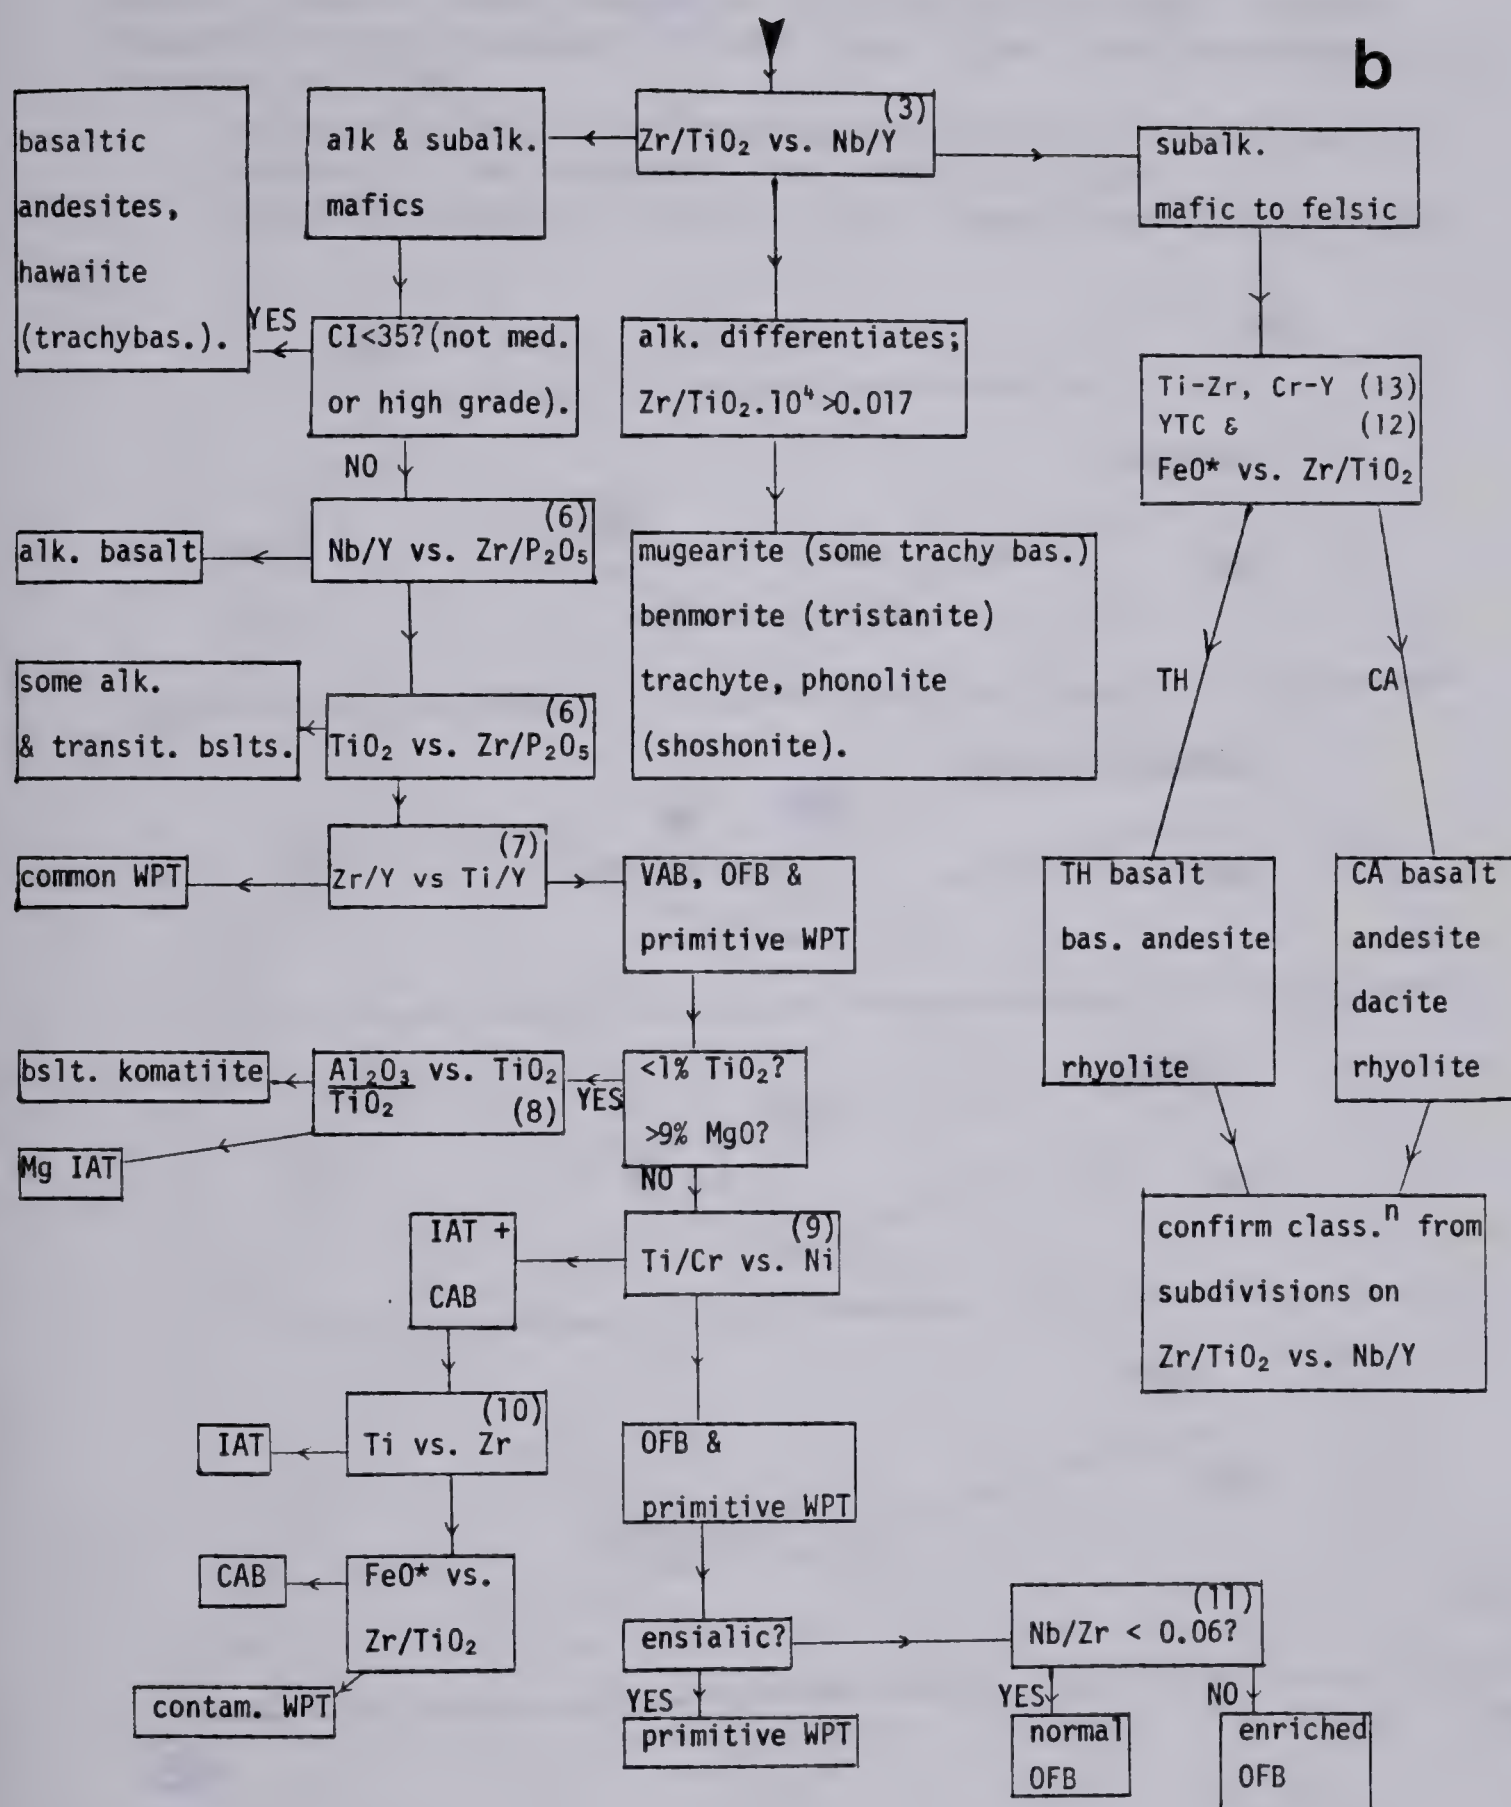 b
(3)
Zr/TiO₂ vs. Nb/Y
alk & subalk.
mafics
basaltic
andesites,
hawaiite
(trachybas.).
subalk.
mafic to felsic
YES
CI<35?(not med.
or high grade).
NO
alk. differentiates;
Zr/TiO₂.10⁴>0.017
Ti-Zr, Cr-Y (13)
YTC & (12)
FeO* vs. Zr/TiO₂
(6)
Nb/Y vs. Zr/P₂O₅
alk. basalt
mugearite (some trachy bas.)
benmorite (tristanite)
trachyte, phonolite
(shoshonite).
TH
CA
(6)
TiO₂ vs. Zr/P₂O₅
some alk.
& transit. bslts.
(7)
Zr/Y vs Ti/Y
common WPT
VAB, OFB &
primitive WPT
TH basalt
bas. andesite
rhyolite
CA basalt
andesite
dacite
rhyolite
<1% TiO₂?
>9% MgO?
YES
Al₂O₃ vs. TiO₂
TiO₂
(8)
bslt. komatiite
Mg IAT
NO
(9)
Ti/Cr vs. Ni
IAT +
CAB
confirm class.ⁿ from
subdivisions on
Zr/TiO₂ vs. Nb/Y
(10)
Ti vs. Zr
IAT
OFB &
primitive WPT
FeO* vs.
Zr/TiO₂
CAB
contam. WPT
ensialic?
YES
primitive WPT
(11)
Nb/Zr < 0.06?
YES
normal
OFB
NO
enriched
OFB